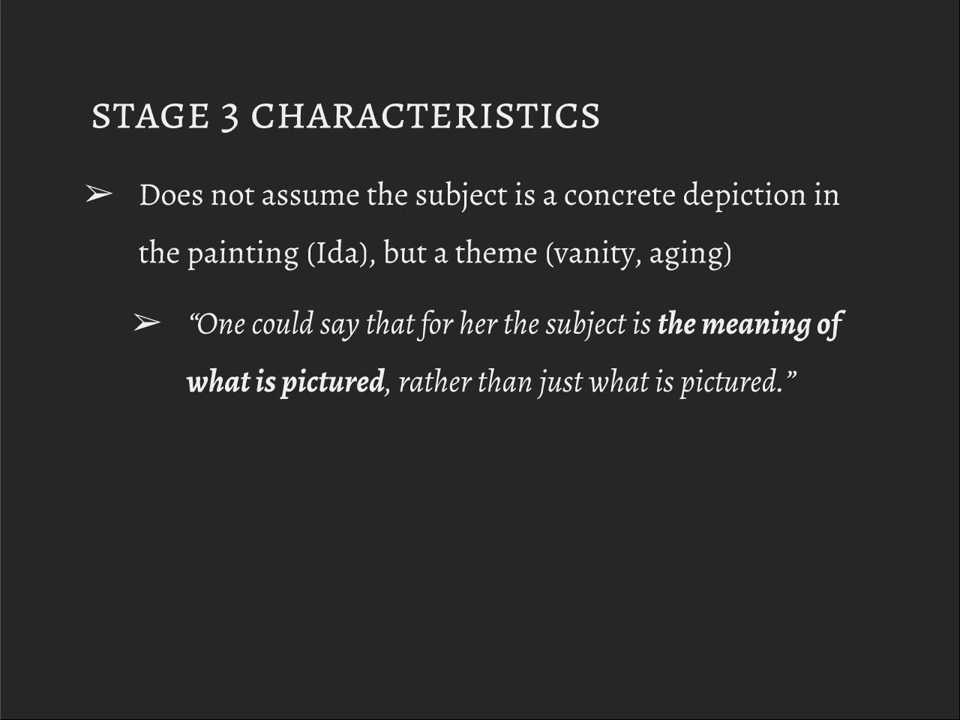 STAGE 3 CHARACTERISTICS
➢ Does not assume the subject is a concrete depiction in
the painting (Ida), but a theme (vanity, aging)
➢ “One could say that for her the subject is the meaning of
what is pictured, rather than just what is pictured.”